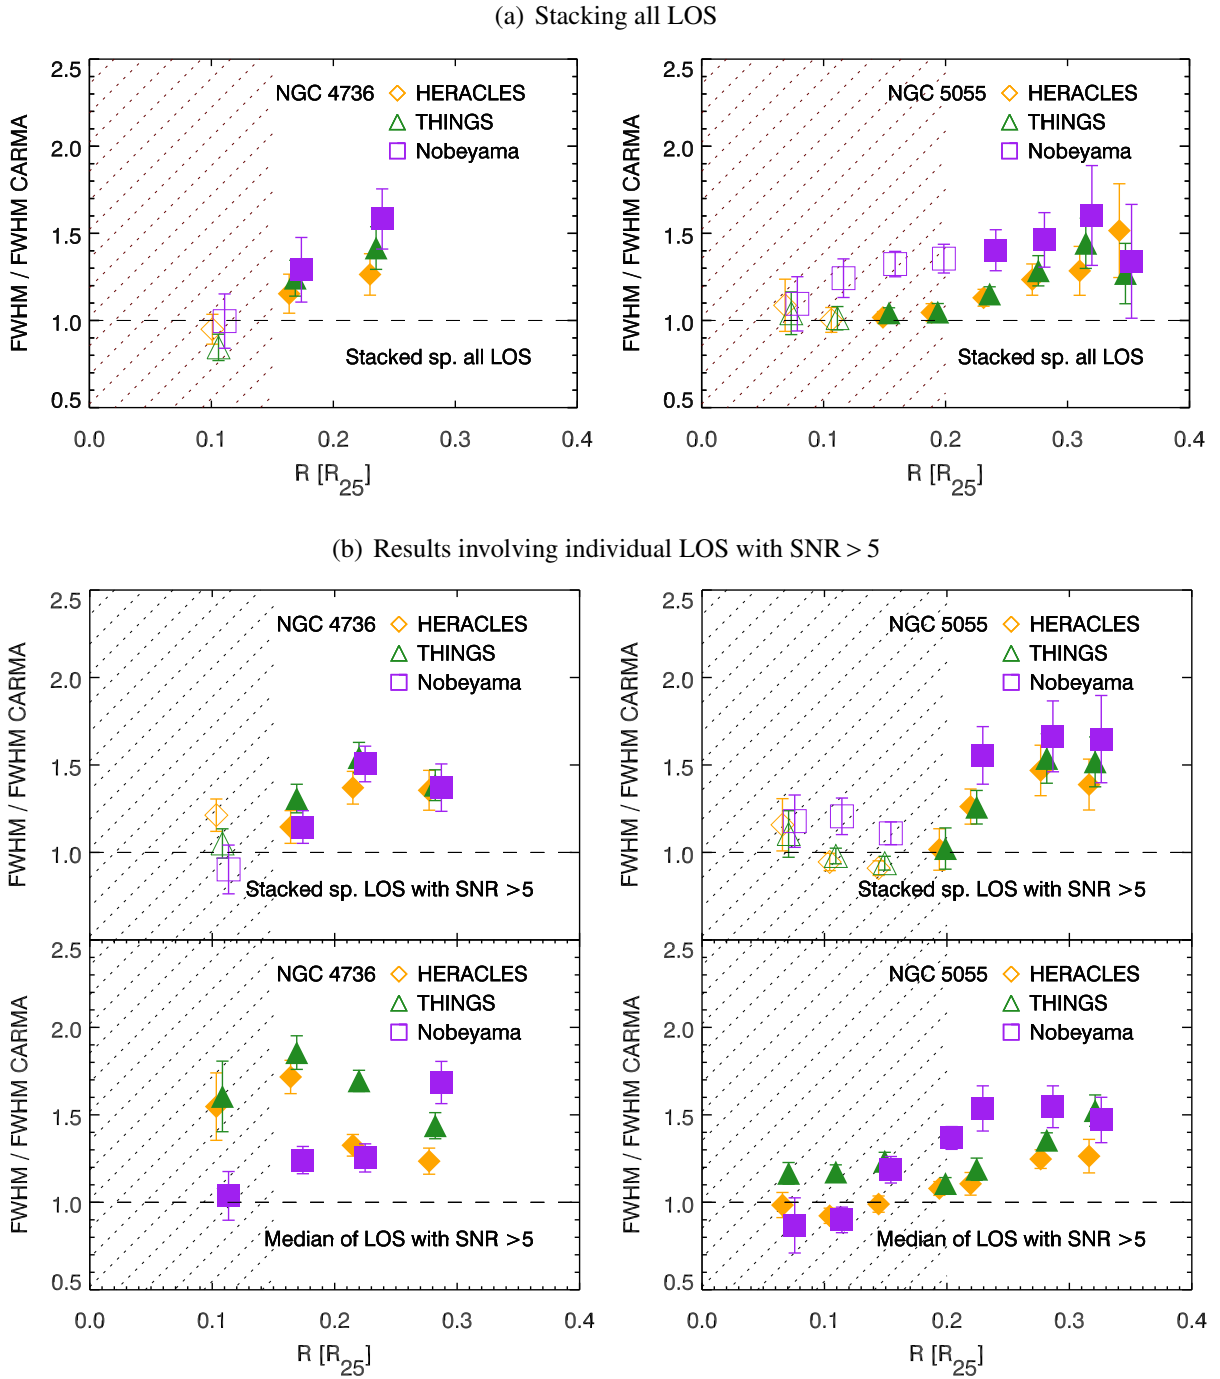 (a) Stacking all LOS
2.5
2.0
1.5
1.0
0.5
FWHM / FWHM CARMA
NGC 4736 HERACLES
THINGS
Nobeyama
Stacked sp. all LOS
0.0 0.1 0.2 0.3 0.4
R [R25]
2.5
2.0
1.5
1.0
0.5
FWHM / FWHM CARMA
NGC 5055 HERACLES
THINGS
Nobeyama
Stacked sp. all LOS
0.0 0.1 0.2 0.3 0.4
R [R25]
(b) Results involving individual LOS with SNR > 5
2.5
2.0
1.5
1.0
FWHM / FWHM CARMA
NGC 4736 HERACLES
THINGS
Nobeyama
Stacked sp. LOS with SNR >5
2.5
2.0
1.5
1.0
FWHM / FWHM CARMA
NGC 5055 HERACLES
THINGS
Nobeyama
Stacked sp. LOS with SNR >5
2.5
2.0
1.5
1.0
0.5
FWHM / FWHM CARMA
NGC 4736 HERACLES
THINGS
Nobeyama
Median of LOS with SNR >5
0.0 0.1 0.2 0.3 0.4
R [R25]
2.5
2.0
1.5
1.0
0.5
FWHM / FWHM CARMA
NGC 5055 HERACLES
THINGS
Nobeyama
Median of LOS with SNR >5
0.0 0.1 0.2 0.3 0.4
R [R25]